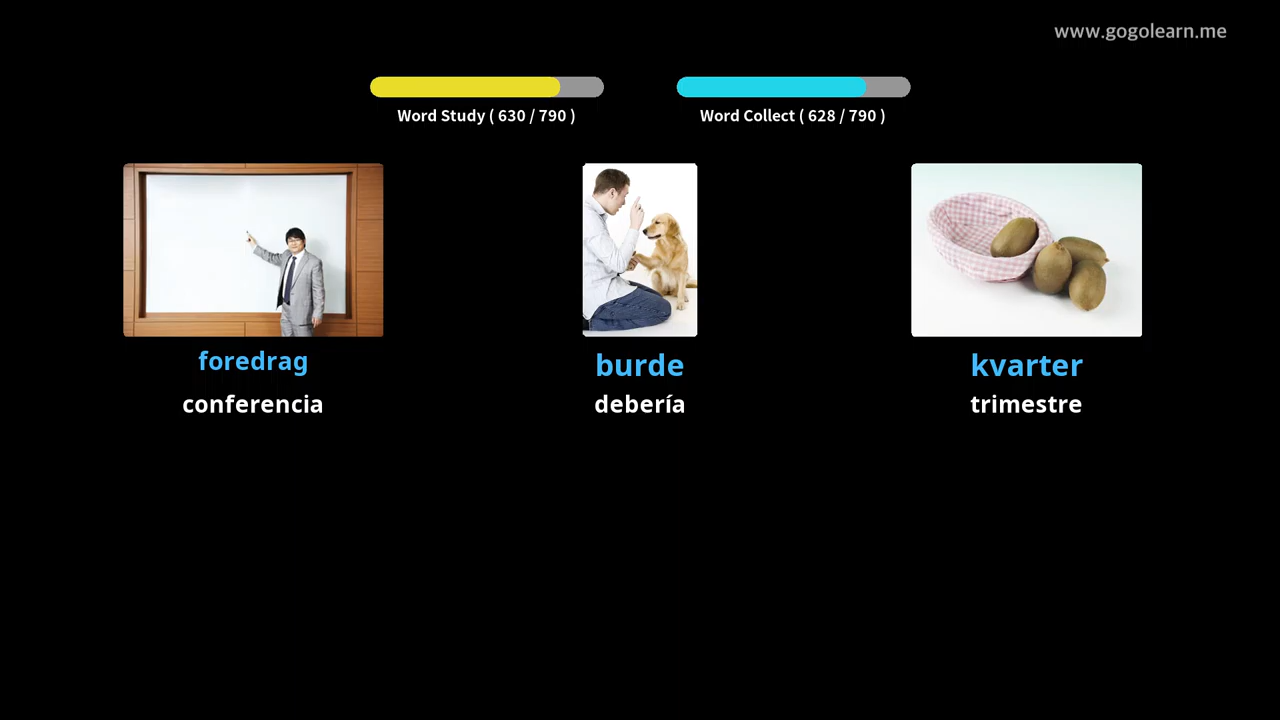 www.gogolearn.me
Word Study ( 630 / 790 )
Word Collect ( 628 / 790 )
foredrag
conferencia
burde
debería
kvarter
trimestre